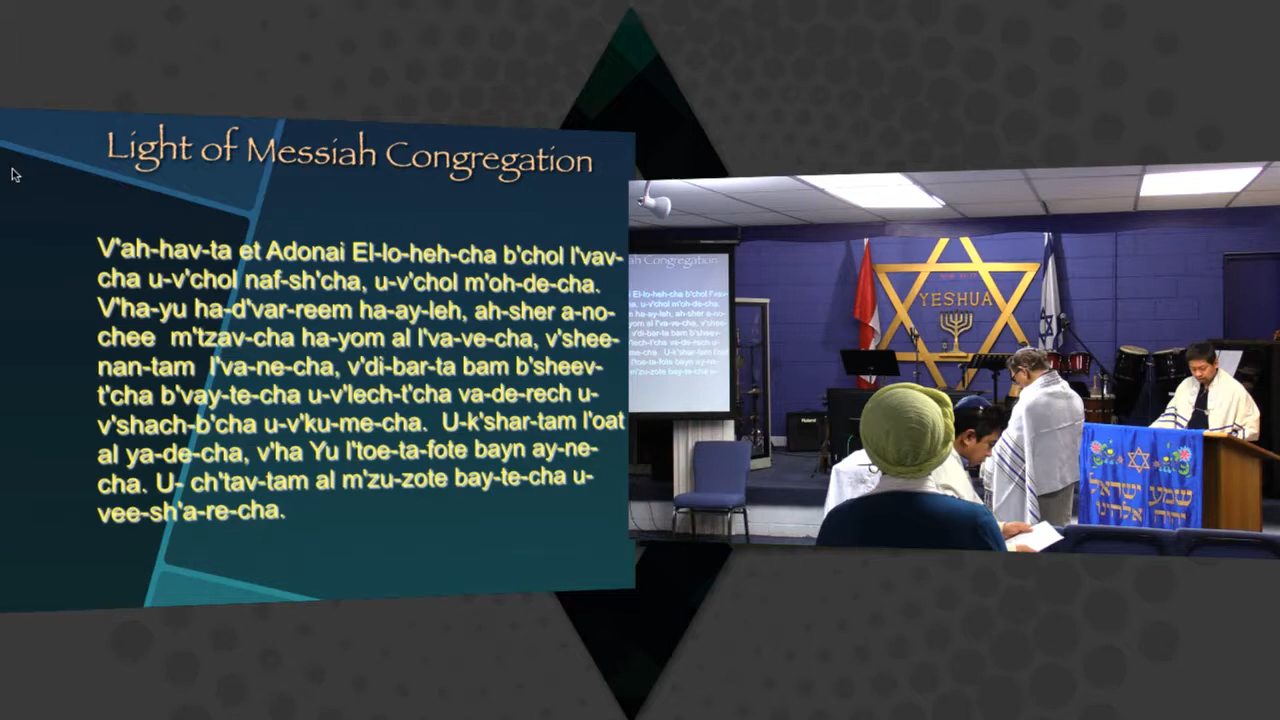 Light of Messiah Congregation
V'ah-hav-ta et Adonai El-lo-heh-cha b'chol l'vav-
cha u-v'chol naf-sh'cha, u-v'chol m'oh-de-cha.
V'ha-yu ha-d'var-reem ha-ay-leh, ah-sher a-no-
chee m'tzav-cha ha-yom al l'va-ve-cha, v'shee-
nan-tam l'va-ne-cha, v'di-bar-ta bam b'sheev-
t'cha b'vay-te-cha u-v'lech-t'cha va-de-rech u-
v'shach-b'cha u-v'ku-me-cha. U-k'shar-tam l'oat
al ya-de-cha, v'ha Yu l'toe-ta-fote bayn ay-ne-
cha. U- ch'tav-tam al m'zu-zote bay-te-cha u-
vee-sh'a-re-cha.
Congregation
YESHUA
Roland
שמע ישראל
יהוה אלהינו